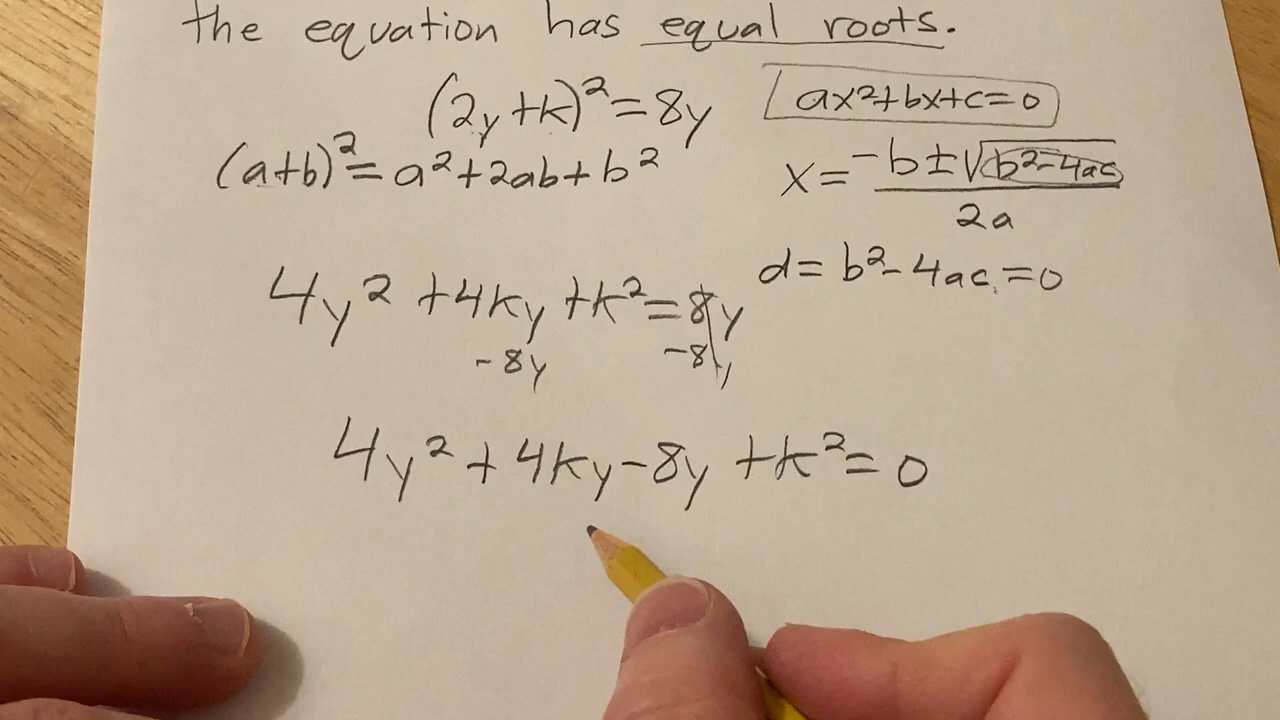 the equation has equal roots.
(2y+k)²=8y
ax²+bx+c=0
(a+b)²=a²+2ab+b²
x=-b±√b²-4ac
2a
d=b²-4ac=0
4y²+4ky+k²=8y
-8y -8y
4y²+4ky-8y+k²=0